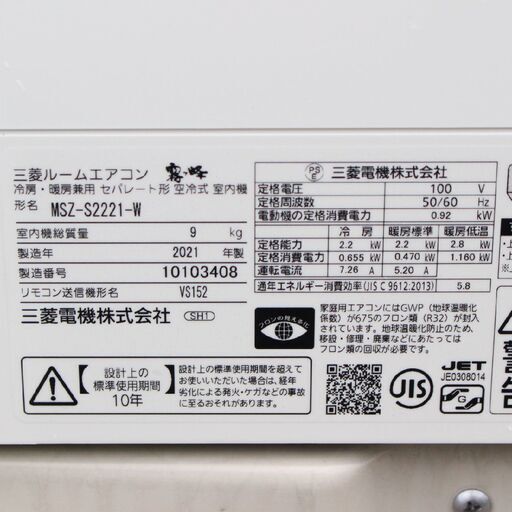 三菱ルームエアコン 霧ヶ峰
冷房・暖房兼用 セパレート形 空冷式 室内機
形名 MSZ-S2221-W
室内機総質量 9 kg
製造年 2021 年製
製造番号 10103408
リモコン送信機形名 VS152
三菱電機株式会社 SH1
設計上の
標準使用期間
10年
設計上の標準使用期間を超えて
お使いいただいた場合は、経年
劣化による発火・ケガなどの事故
に至るおそれがあります。
PS
E 三菱電機株式会社
定格電圧 100 V
定格周波数 50/60 Hz
電動機の定格消費電力 0.92 kW
冷房 暖房標準 暖房低温
定格能力 2.2 kW 2.2 kW 2.8 kW
定格消費電力 0.655 kW 0.470 kW 1.160 kW
運転電流 7.26 A 5.20 A
通年エネルギー消費効率(JIS C 9612:2013) 5.8
フロンの見える化
家庭用エアコンにはGWP(地球温暖化
係数)が675のフロン類(R32)が封入
されています。地球温暖化防止のため、
移設・修理・廃棄などにあたっては
フロン類の回収が必要です。
JIS
JET
JE0308014
G